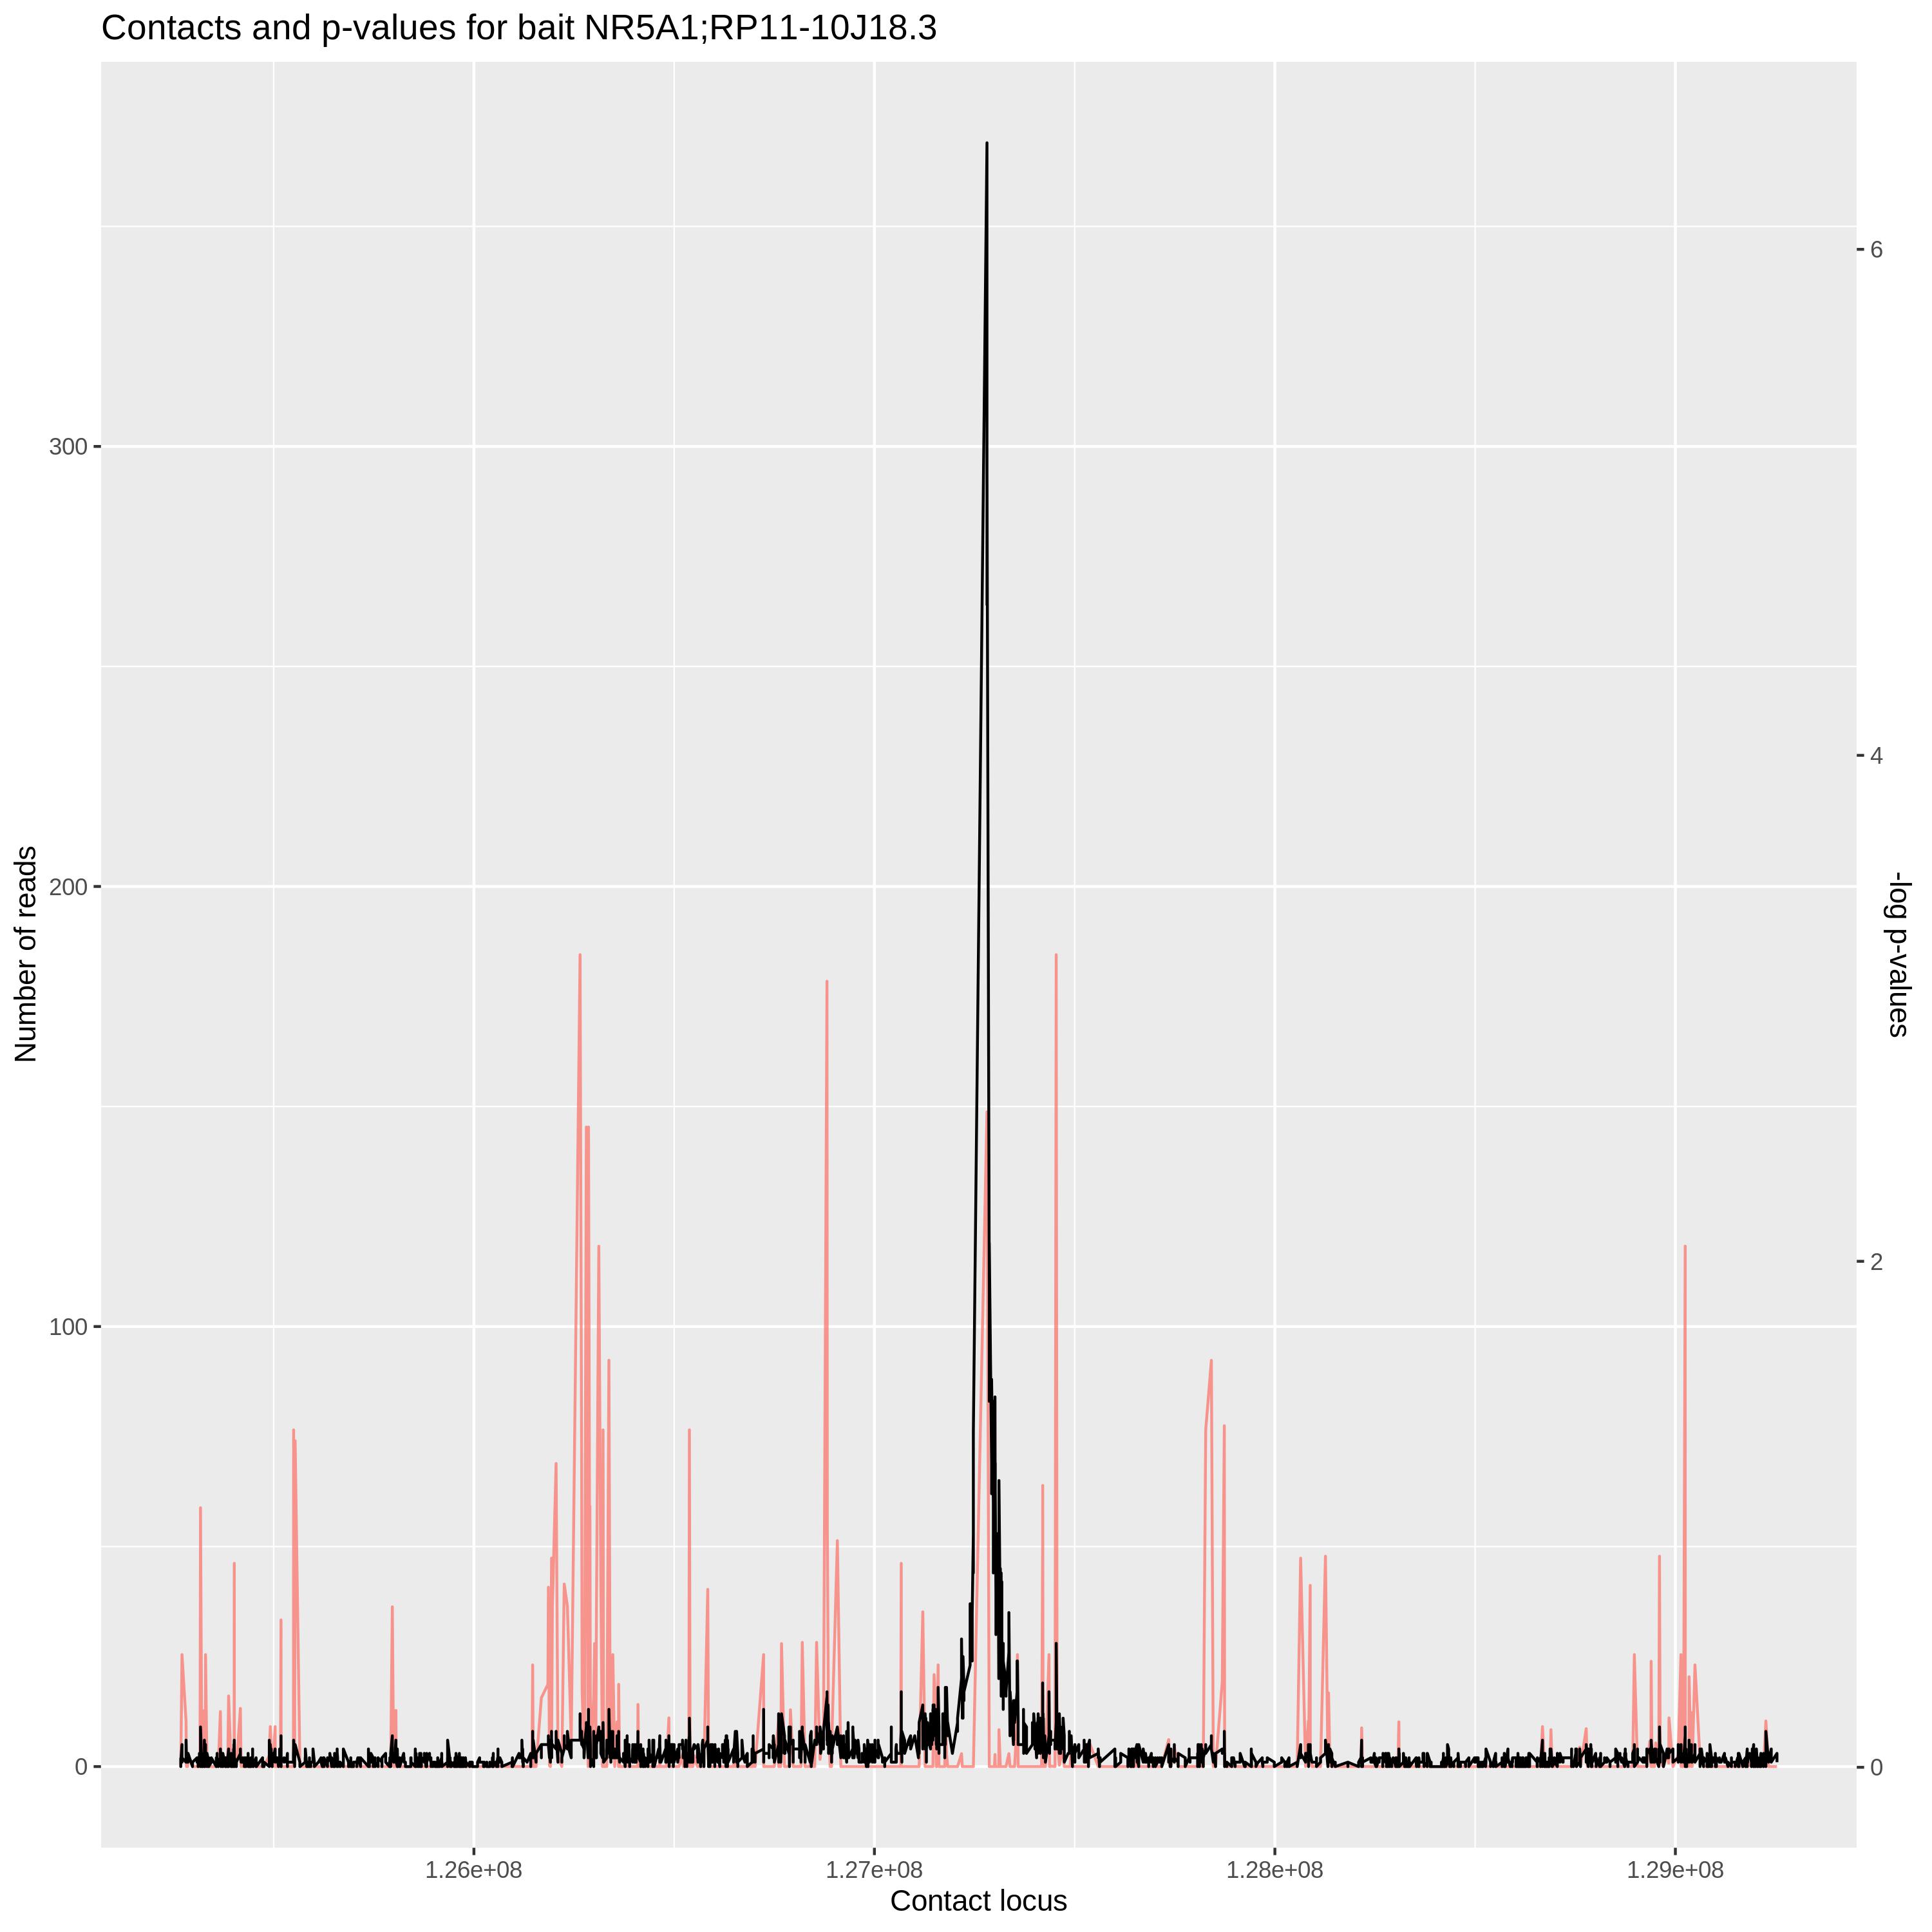 Contacts and p-values for bait NR5A1;RP11-10J18.3
Number of reads
300
200
100
0
6
4
2
0
-log p-values
1.26e+08 1.27e+08 1.28e+08 1.29e+08
Contact locus